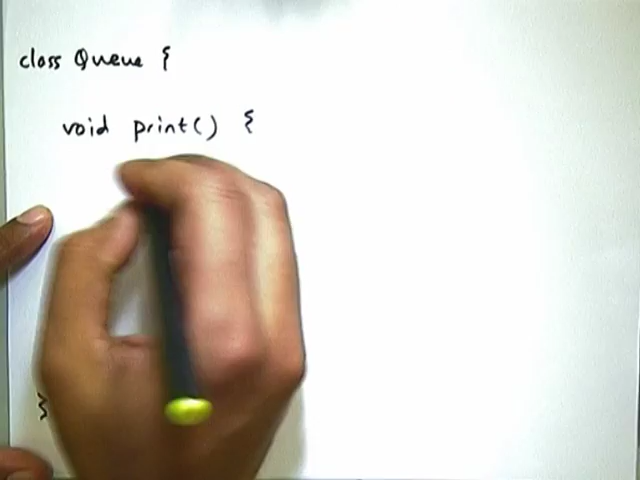 class Queue {
void print() {
}